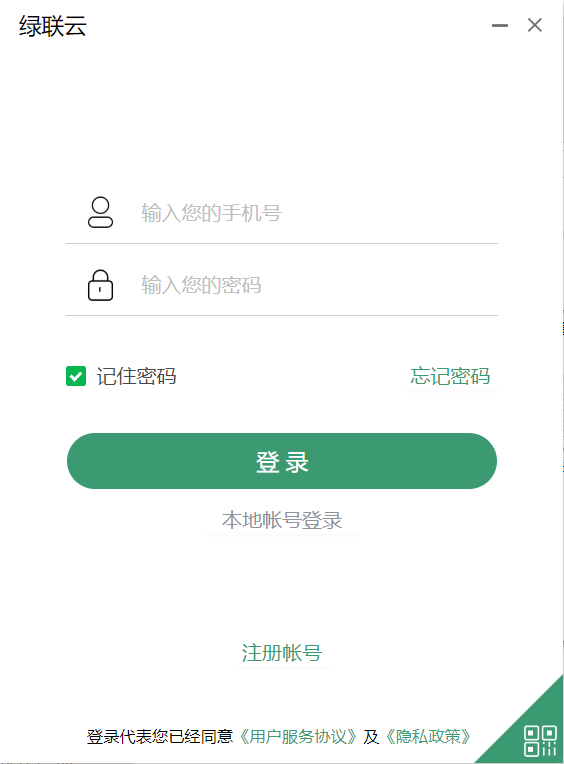 绿联云
输入您的手机号
输入您的密码
记住密码 忘记密码
登录
本地帐号登录
注册帐号
登录代表您已经同意《用户服务协议》及《隐私政策》